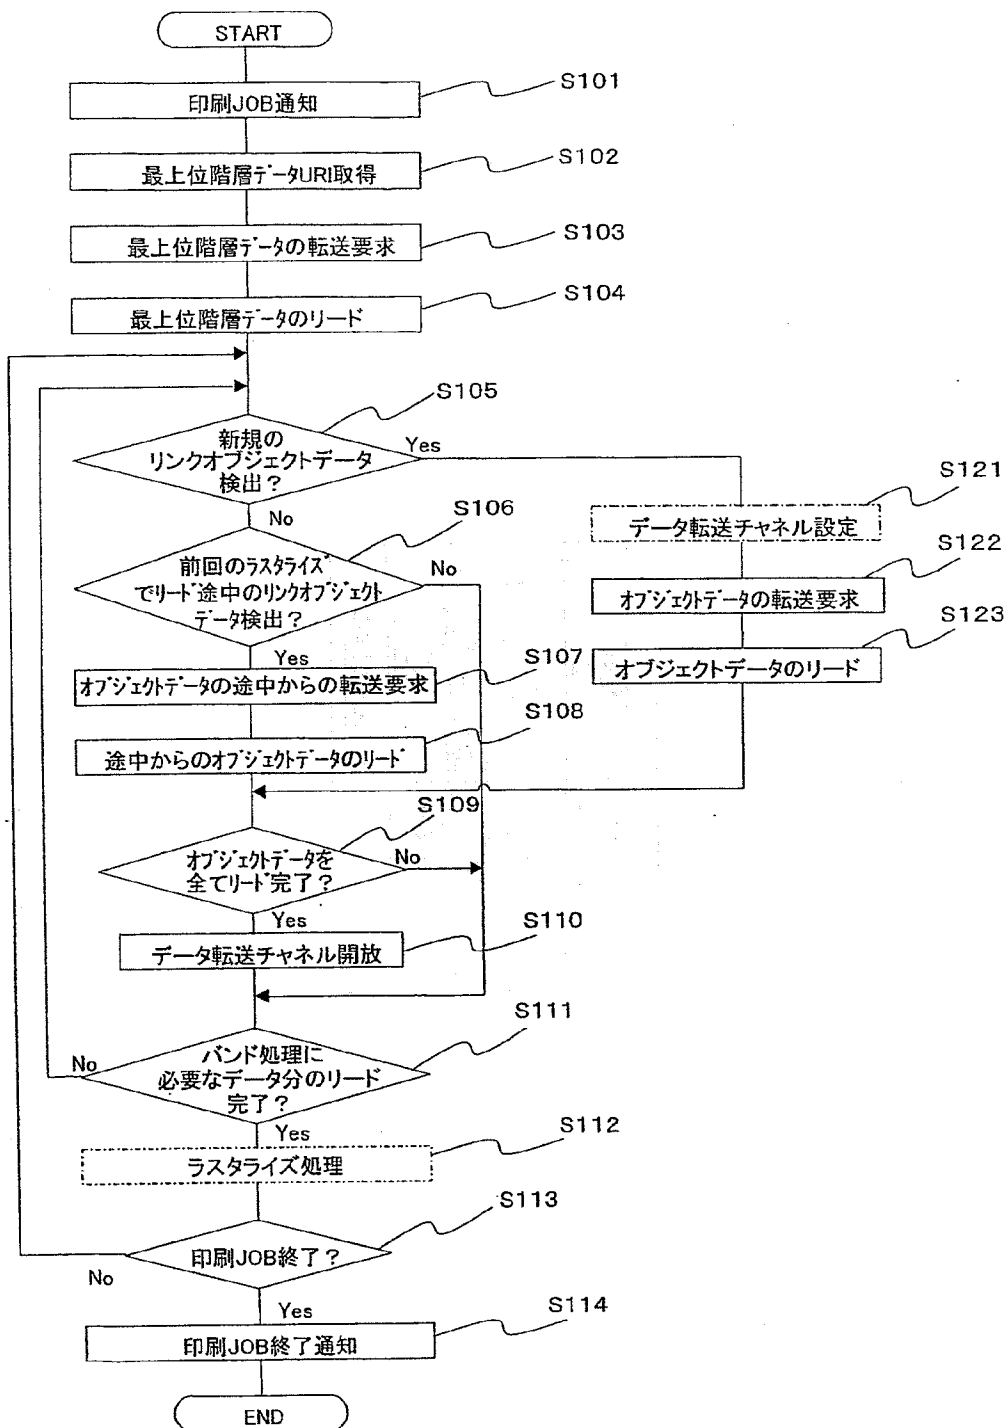 START
印刷JOB通知
S101
最上位階層データURI取得
S102
最上位階層データの転送要求
S103
最上位階層データのリード
S104
新規の
リンクオブジェクトデータ
検出?
S105
Yes
No
データ転送チャネル設定
S121
前回のラスタライズ
でリード途中のリンクオブジェクト
データ検出?
S106
No
Yes
オブジェクトデータの転送要求
S122
オブジェクトデータのリード
S123
オブジェクトデータの途中からの転送要求
S107
途中からのオブジェクトデータのリード
S108
オブジェクトデータを
全てリード完了?
S109
No
Yes
データ転送チャネル開放
S110
バンド処理に
必要なデータ分のリード
完了?
S111
No
Yes
ラスタライズ処理
S112
印刷JOB終了?
S113
No
Yes
印刷JOB終了通知
S114
END